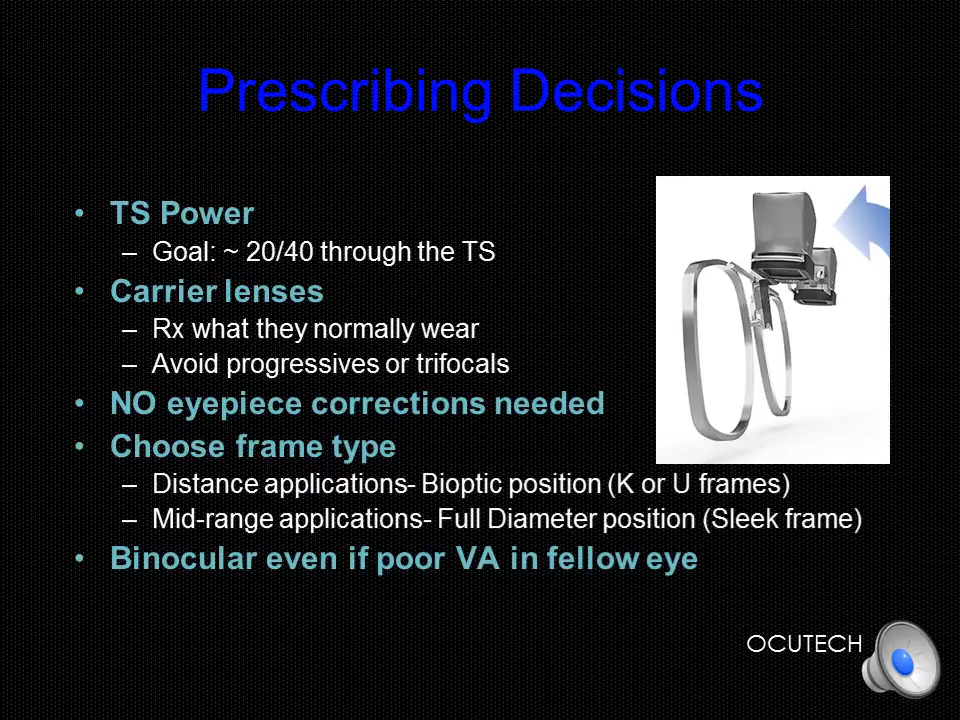 Prescribing Decisions
• TS Power
– Goal: ~ 20/40 through the TS
• Carrier lenses
– Rx what they normally wear
– Avoid progressives or trifocals
• NO eyepiece corrections needed
• Choose frame type
– Distance applications- Bioptic position (K or U frames)
– Mid-range applications- Full Diameter position (Sleek frame)
• Binocular even if poor VA in fellow eye
OCUTECH